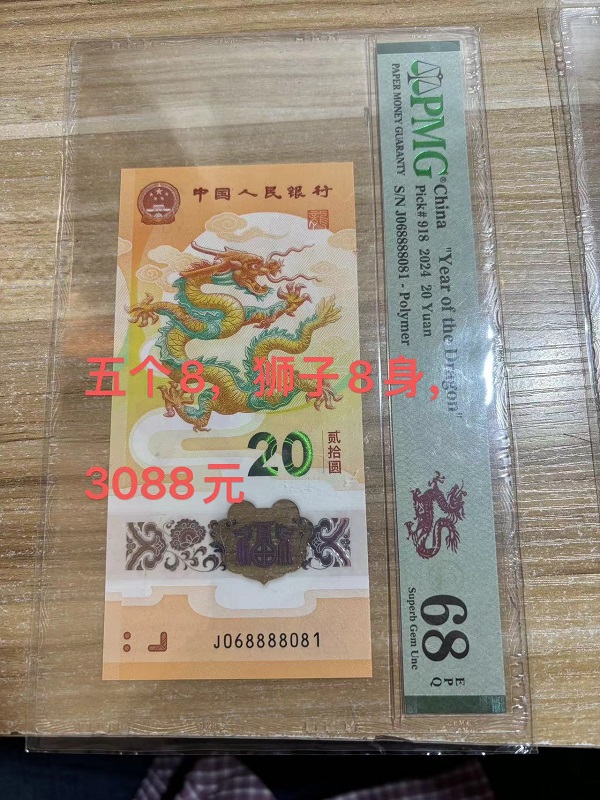 中国人民银行
五个8，狮子8身，
20
贰拾圆
3088元
J068888081
PMG®
PAPER MONEY GUARANTY
China "Year of the Dragon"
Pick# 918 2024 20 Yuan
S/N J068888081 - Polymer
68 EPQ
Superb Gem Unc